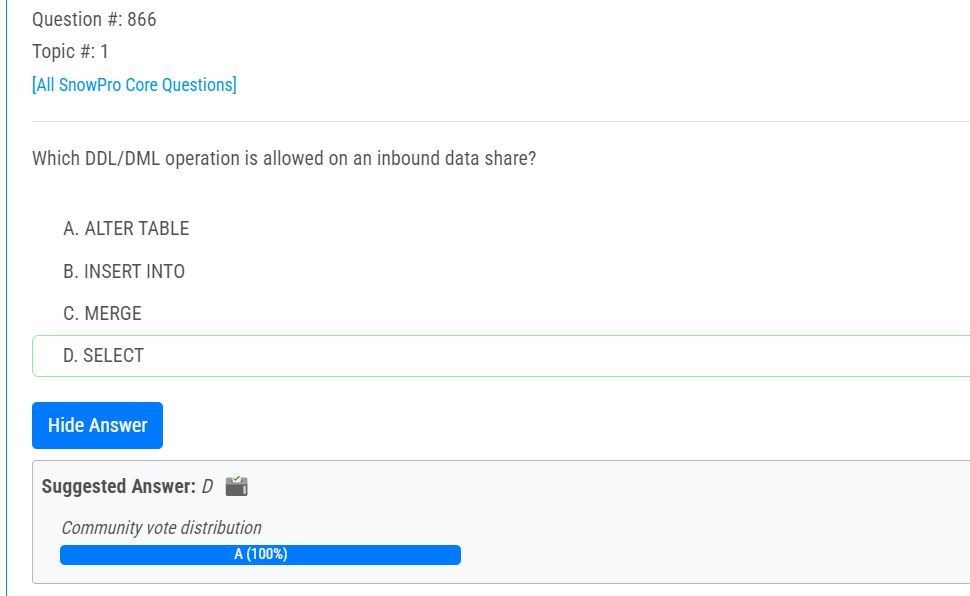 Question #: 866
Topic #: 1
[All SnowPro Core Questions]
Which DDL/DML operation is allowed on an inbound data share?
A. ALTER TABLE
B. INSERT INTO
C. MERGE
D. SELECT
Hide Answer
Suggested Answer: D
Community vote distribution
A (100%)